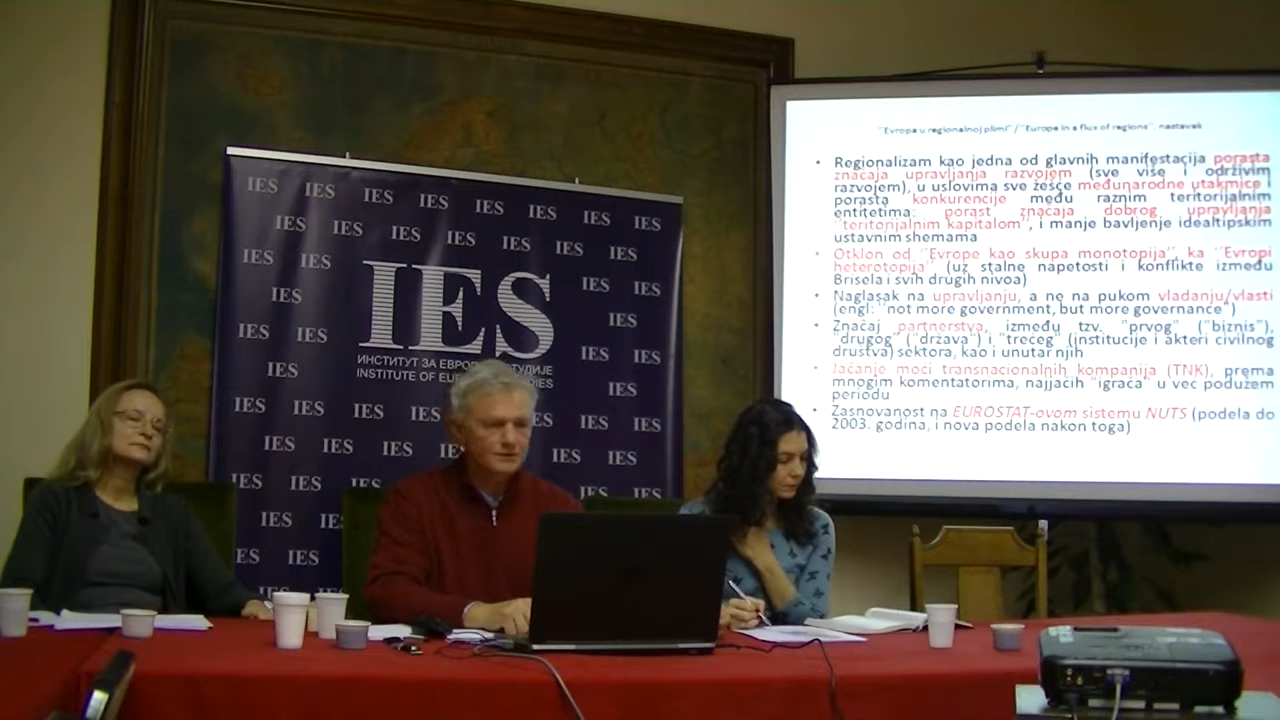 IES
ИНСТИТУТ ЗА ЕВРО СТУДИЈЕ
INSTITUTE OF EU STUDIES
"Evropa u regionalnoj plimi" / "Europe in a flux of regions", nastavak
• Regionalizam kao jedna od glavnih manifestacija porasta
značaja upravljanja razvojem (sve više i održivim
razvojem), u uslovima sve žešće međunarodne utakmice i
porasta konkurencije među raznim teritorijalnim
entitetima: porast značaja dobrog upravljanja
"teritorijalnim kapitalom", i manje bavljenje idealtipskim
ustavnim shemama
• Otklon od "Evrope kao skupa monotopija", ka "Evropi
heterotopija", (uz stalne napetosti i konflikte između
Brisela i svih drugih nivoa)
• Naglasak na upravljanju, a ne na pukom vladanju/vlasti
(engl: "not more government, but more governance")
• Značaj partnerstva, između tzv. "prvog" ("biznis"),
"drugog" ("država") i "trećeg" (institucije i akteri civilnog
društva) sektora, kao i unutar njih
• Jačanje moći transnacionalnih kompanija (TNK), prema
mnogim komentatorima, najjačih "igrača" u već podužem
periodu
• Zasnovanost na EUROSTAT-ovom sistemu NUTS (podela do
2003. godina, i nova podela nakon toga)